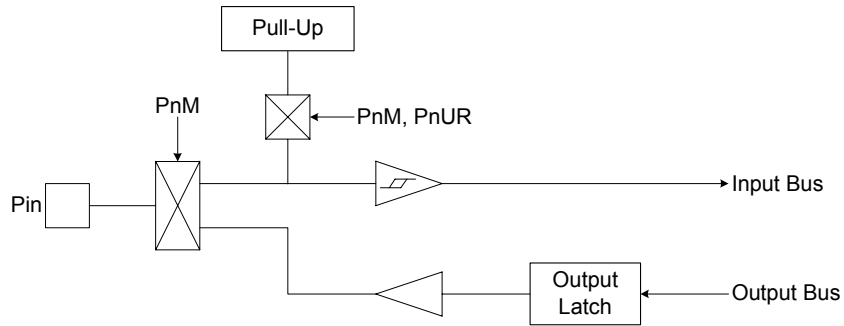 Pull-Up
PnM
PnM, PnUR
Pin
Input Bus
Output
Latch
Output Bus